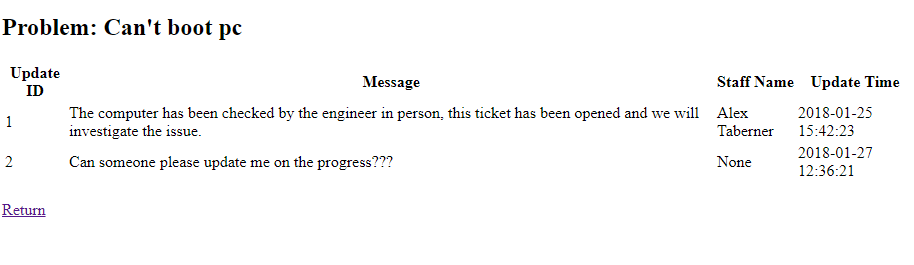 Problem: Can't boot pc
Update ID Message Staff Name Update Time
1 The computer has been checked by the engineer in person, this ticket has been opened and we will investigate the issue. Alex Taberner 2018-01-25 15:42:23
2 Can someone please update me on the progress??? None 2018-01-27 12:36:21
Return